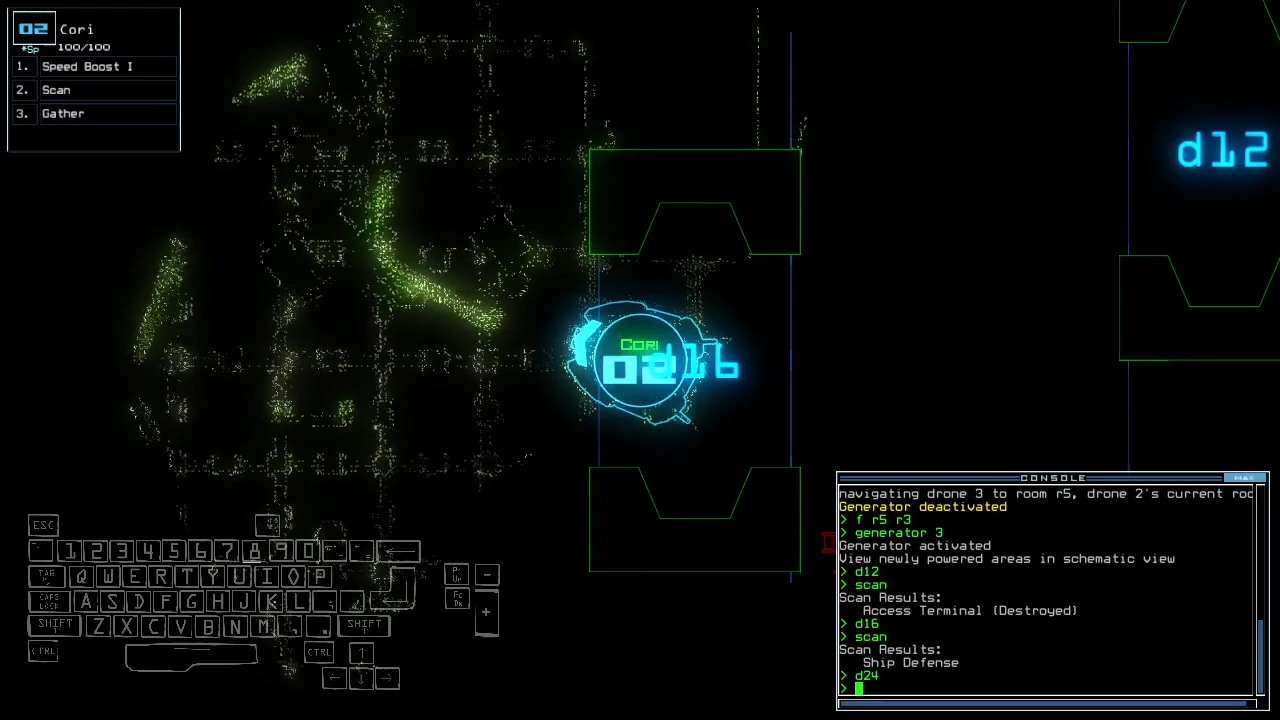 02 Cori
*Sp 100/100
1. Speed Boost I
2. Scan
3. Gather
d12
Cori
02
d16
CONSOLE
MAX
navigating drone 3 to room r5, drone 2's current roo
Generator deactivated
> f r5 r3
> generator 3
Generator activated
View newly powered areas in schematic view
> d12
> scan
Scan Results:
Access Terminal (Destroyed)
> d16
> scan
Scan Results:
Ship Defense
> d24
>
ESC
1 2 3 4 5 6 7 8 9 0
TAB Q W E R T Y U I O P
CAPS LOCK A S D F G H J K L ;
SHIFT Z X C V B N M , . SHIFT
CTRL CTRL